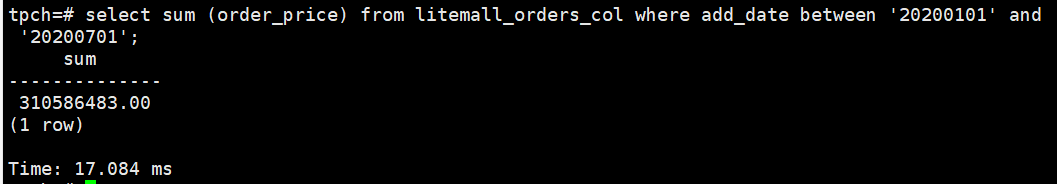 tpch=# select sum (order_price) from litemall_orders_col where add_date between '20200101' and
'20200701';
sum
--------------
310586483.00
(1 row)
Time: 17.084 ms